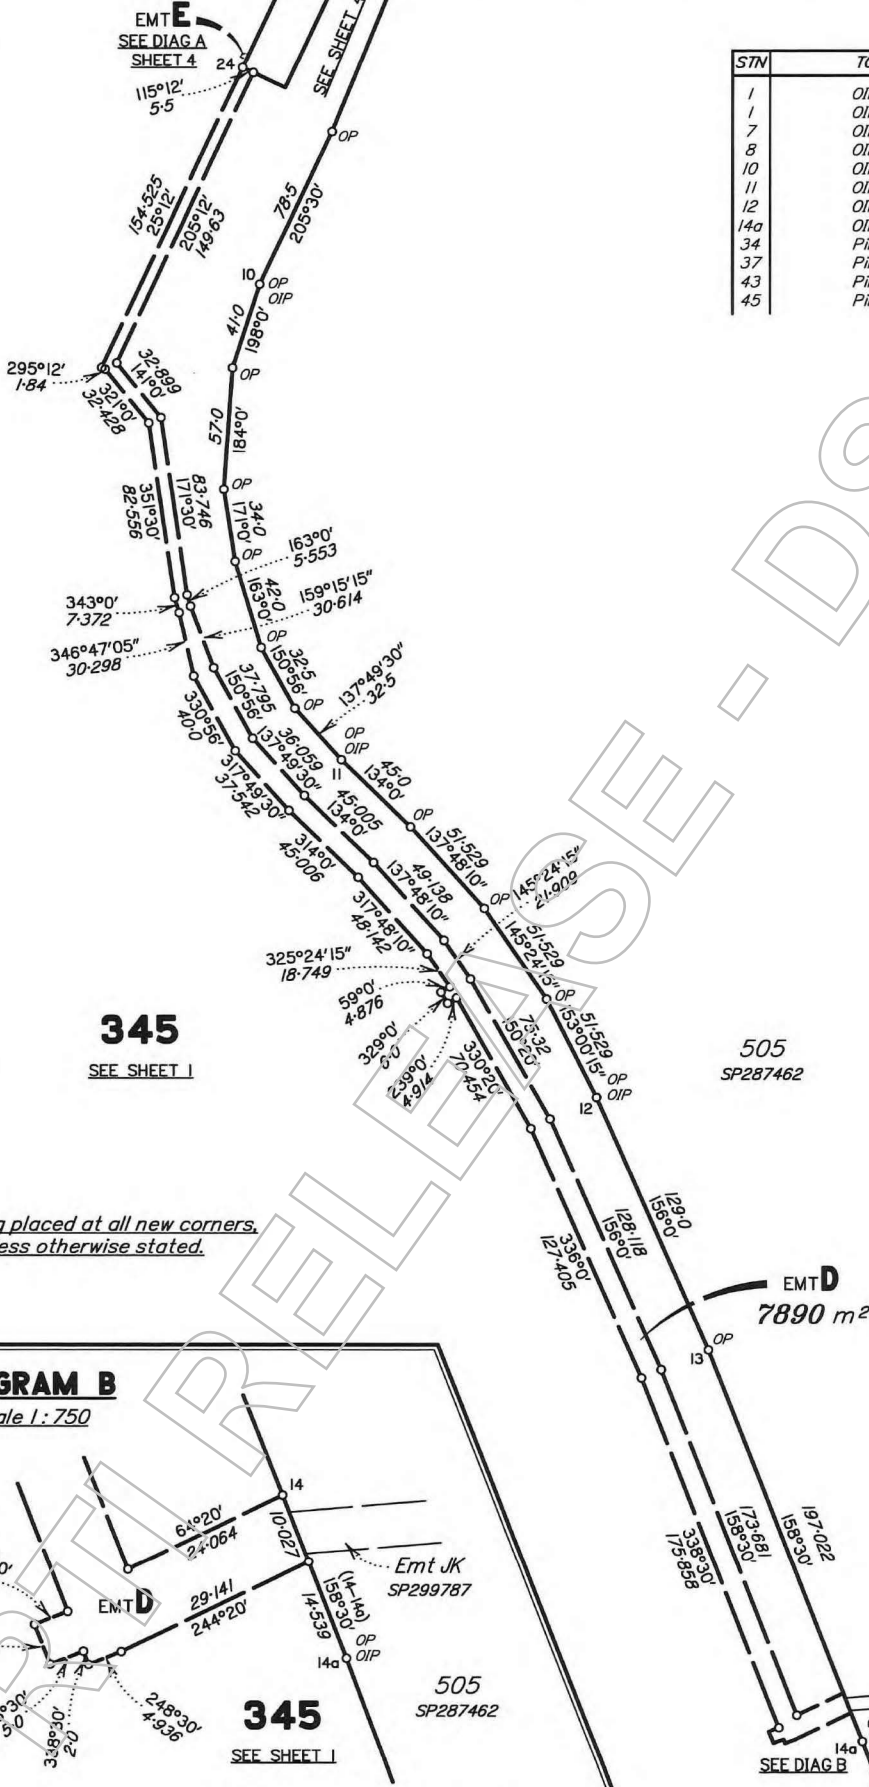 EMT E
SEE DIAG A
SHEET 4
24
SEE SHEET
115°12'
5·5
OP
154·525
25°12'
205°12'
149·63
78·5
205°30'
10
OP
OIP
41·0
198°0'
OP
295°12'
1·84
32·899
141°0'
321°0'
32·428
57·0
184°0'
OP
83·746
171°30'
351°30'
82·556
34·0
171°0'
OP
163°0'
5·553
42·0
163°0'
159°15'15"
30·614
343°0'
7·372
OP
346°47'05"
30·298
32·5
150°56'
137°49'30"
32·5
OP
37·795
150°56'
330°56'
40·0
OP
OIP
11
36·059
137°49'30"
317°49'30"
37·542
45·0
134°0'
OP
45·005
134°0'
314°0'
45·006
51·529
137°48'10"
OP
49·138
137°48'10"
317°48'10"
48·142
145°24'15"
21·909
325°24'15"
18·749
51·529
145°24'15"
OP
59°0'
4·876
329°0'
239°0'
4·914
75·32
150°20'
330°20'
70·454
51·529
153°00'15"
OP
OIP
12
345
SEE SHEET 1
505
SP287462
129·0
156°0'
128·118
156°0'
336°0'
127·405
EMT D
7890 m²
OP
13
197·022
158°30'
173·681
158°30'
338°30'
175·858
14a
SEE DIAG B
STN
1
1
7
8
10
11
12
14a
34
37
43
45
placed at all new corners,
ess otherwise stated.
GRAM B
ale 1 : 750
14
64°20'
24·064
10·027
Emt JK
SP299787
29·141
244°20'
EMT D
(14-14a)
158°30'
14·539
OP
OIP
14a
248°30'
4·936
338°30'
2·0
345
SEE SHEET 1
505
SP287462
RTI RELEASE - DS